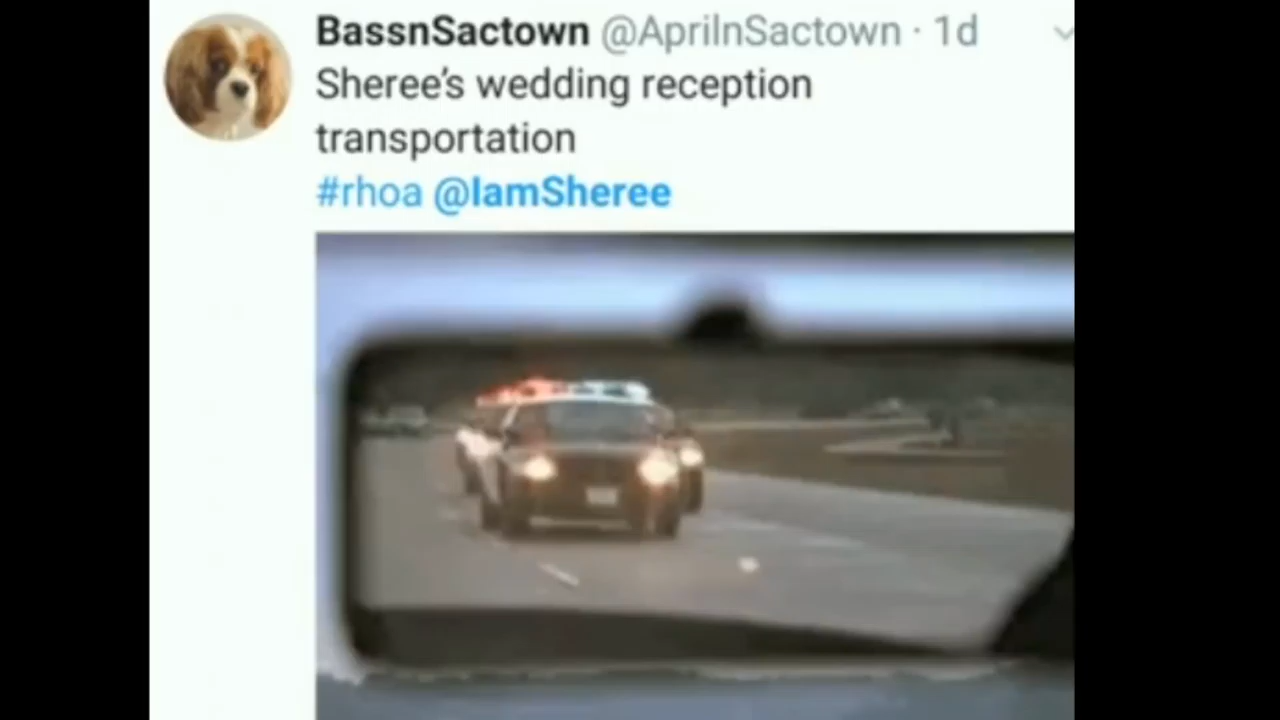 BassnSactown @AprilnSactown · 1d
Sheree's wedding reception
transportation
#rhoa @IamSheree